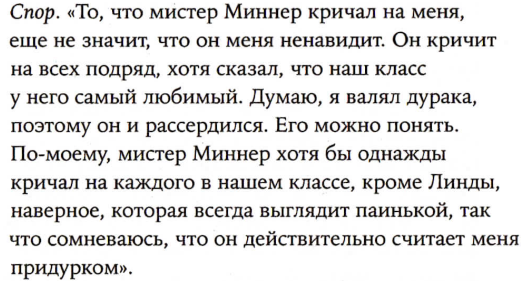 Спор. «То, что мистер Миннер кричал на меня,
еще не значит, что он меня ненавидит. Он кричит
на всех подряд, хотя сказал, что наш класс
у него самый любимый. Думаю, я валял дурака,
поэтому он и рассердился. Его можно понять.
По-моему, мистер Миннер хотя бы однажды
кричал на каждого в нашем классе, кроме Линды,
наверное, которая всегда выглядит паинькой, так
что сомневаюсь, что он действительно считает меня
придурком».